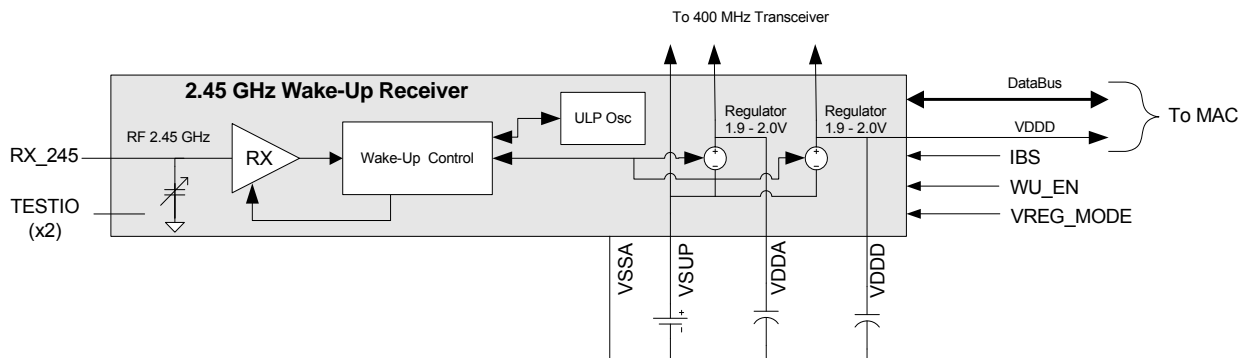 To 400 MHz Transceiver
2.45 GHz Wake-Up Receiver
RF 2.45 GHz
RX_245
RX
Wake-Up Control
ULP Osc
Regulator
1.9 - 2.0V
+
-
Regulator
1.9 - 2.0V
+
-
DataBus
VDDD
To MAC
IBS
WU_EN
VREG_MODE
TESTIO
(x2)
VSSA
VSUP
VDDA
VDDD
+
-